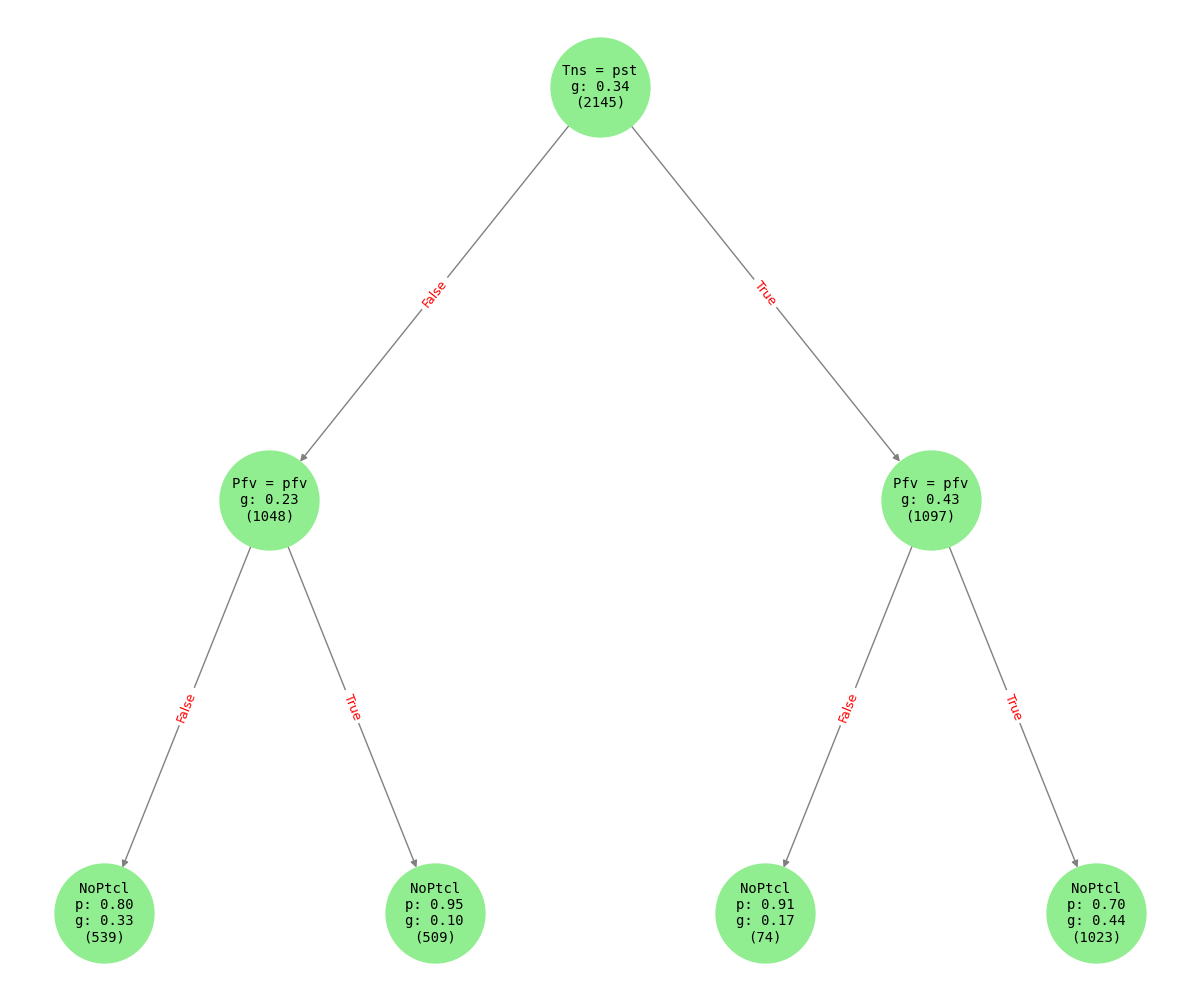 Tns = pst
g: 0.34
(2145)
False
True
Pfv = pfv
g: 0.23
(1048)
Pfv = pfv
g: 0.43
(1097)
False
True
False
True
NoPtcl
p: 0.80
g: 0.33
(539)
NoPtcl
p: 0.95
g: 0.10
(509)
NoPtcl
p: 0.91
g: 0.17
(74)
NoPtcl
p: 0.70
g: 0.44
(1023)